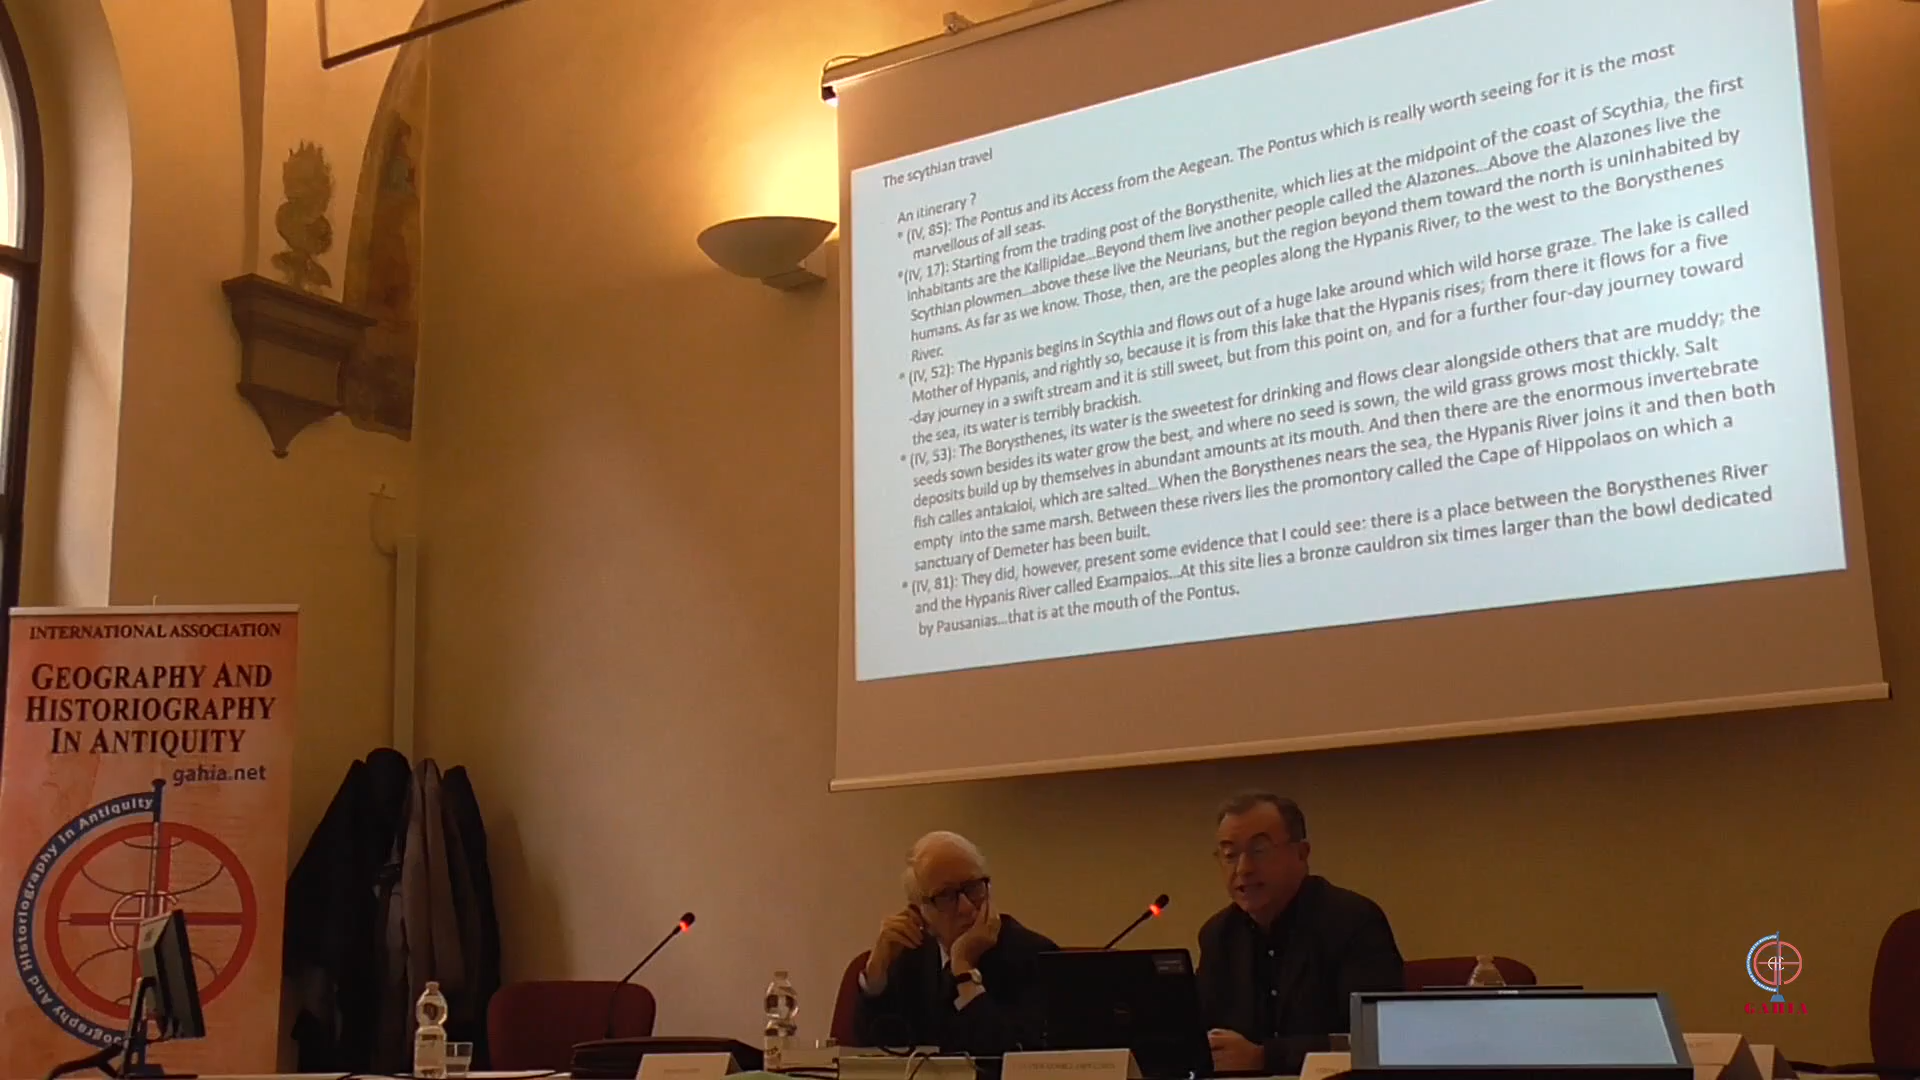 The scythian travel
An itinerary ?
* (IV, 85): The Pontus and its Access from the Aegean. The Pontus which is really worth seeing for it is the most
marvellous of all seas.
*(IV, 17): Starting from the trading post of the Borysthenite, which lies at the midpoint of the coast of Scythia, the first
inhabitants are the Kallipidae...Beyond them live another people called the Alazones...Above the Alazones live the
Scythian plowmen...above these live the Neurians, but the region beyond them toward the north is uninhabited by
humans. As far as we know. Those, then, are the peoples along the Hypanis River, to the west to the Borysthenes
River.
* (IV, 52): The Hypanis begins in Scythia and flows out of a huge lake around which wild horse graze. The lake is called
Mother of Hypanis, and rightly so, because it is from this lake that the Hypanis rises; from there it flows for a five
-day journey in a swift stream and it is still sweet, but from this point on, and for a further four-day journey toward
the sea, its water is terribly brackish.
* (IV, 53): The Borysthenes, its water is the sweetest for drinking and flows clear alongside others that are muddy; the
seeds sown besides its water grow the best, and where no seed is sown, the wild grass grows most thickly. Salt
deposits build up by themselves in abundant amounts at its mouth. And then there are the enormous invertebrate
fish calles antakaioi, which are salted...When the Borysthenes nears the sea, the Hypanis River joins it and then both
empty into the same marsh. Between these rivers lies the promontory called the Cape of Hippolaos on which a
sanctuary of Demeter has been built.
* (IV, 81): They did, however, present some evidence that I could see: there is a place between the Borysthenes River
and the Hypanis River called Exampaios...At this site lies a bronze cauldron six times larger than the bowl dedicated
by Pausanias...that is at the mouth of the Pontus.
INTERNATIONAL ASSOCIATION
GEOGRAPHY AND
HISTORIOGRAPHY
IN ANTIQUITY
gahia.net
And Historiography In Antiquity
GAHIA